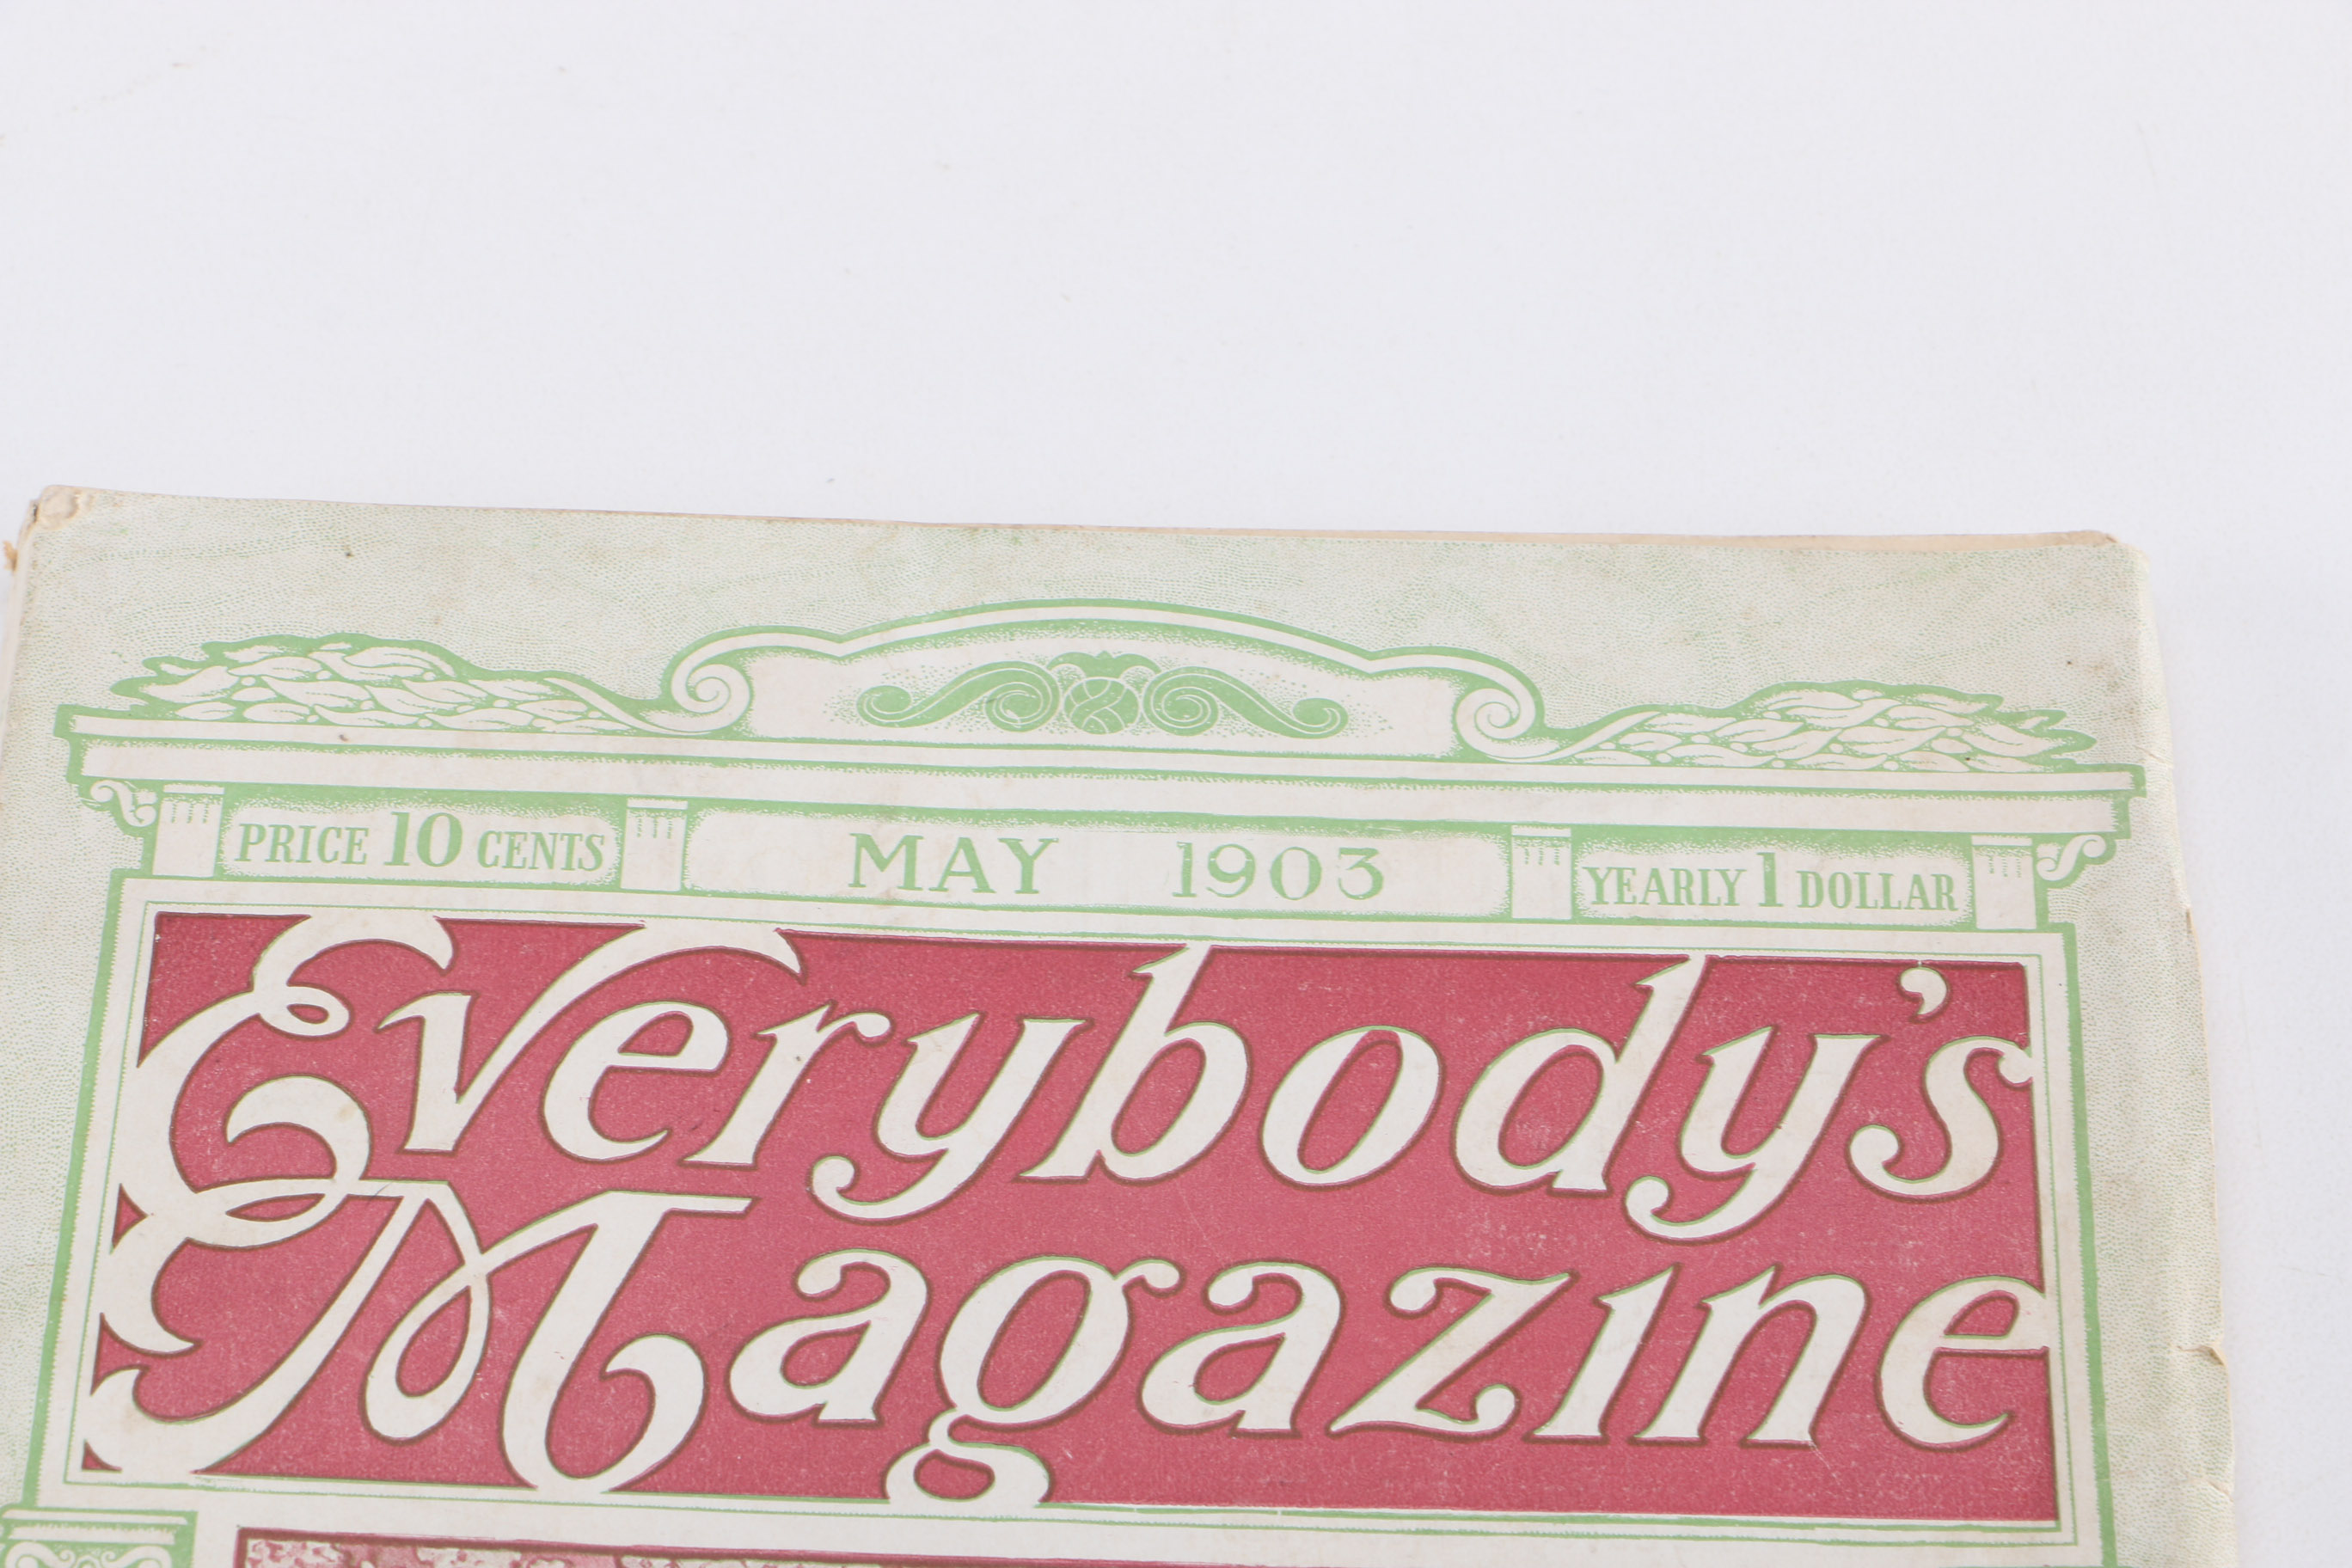 PRICE 10 CENTS MAY 1903 YEARLY 1 DOLLAR
Everybody's
Magazine